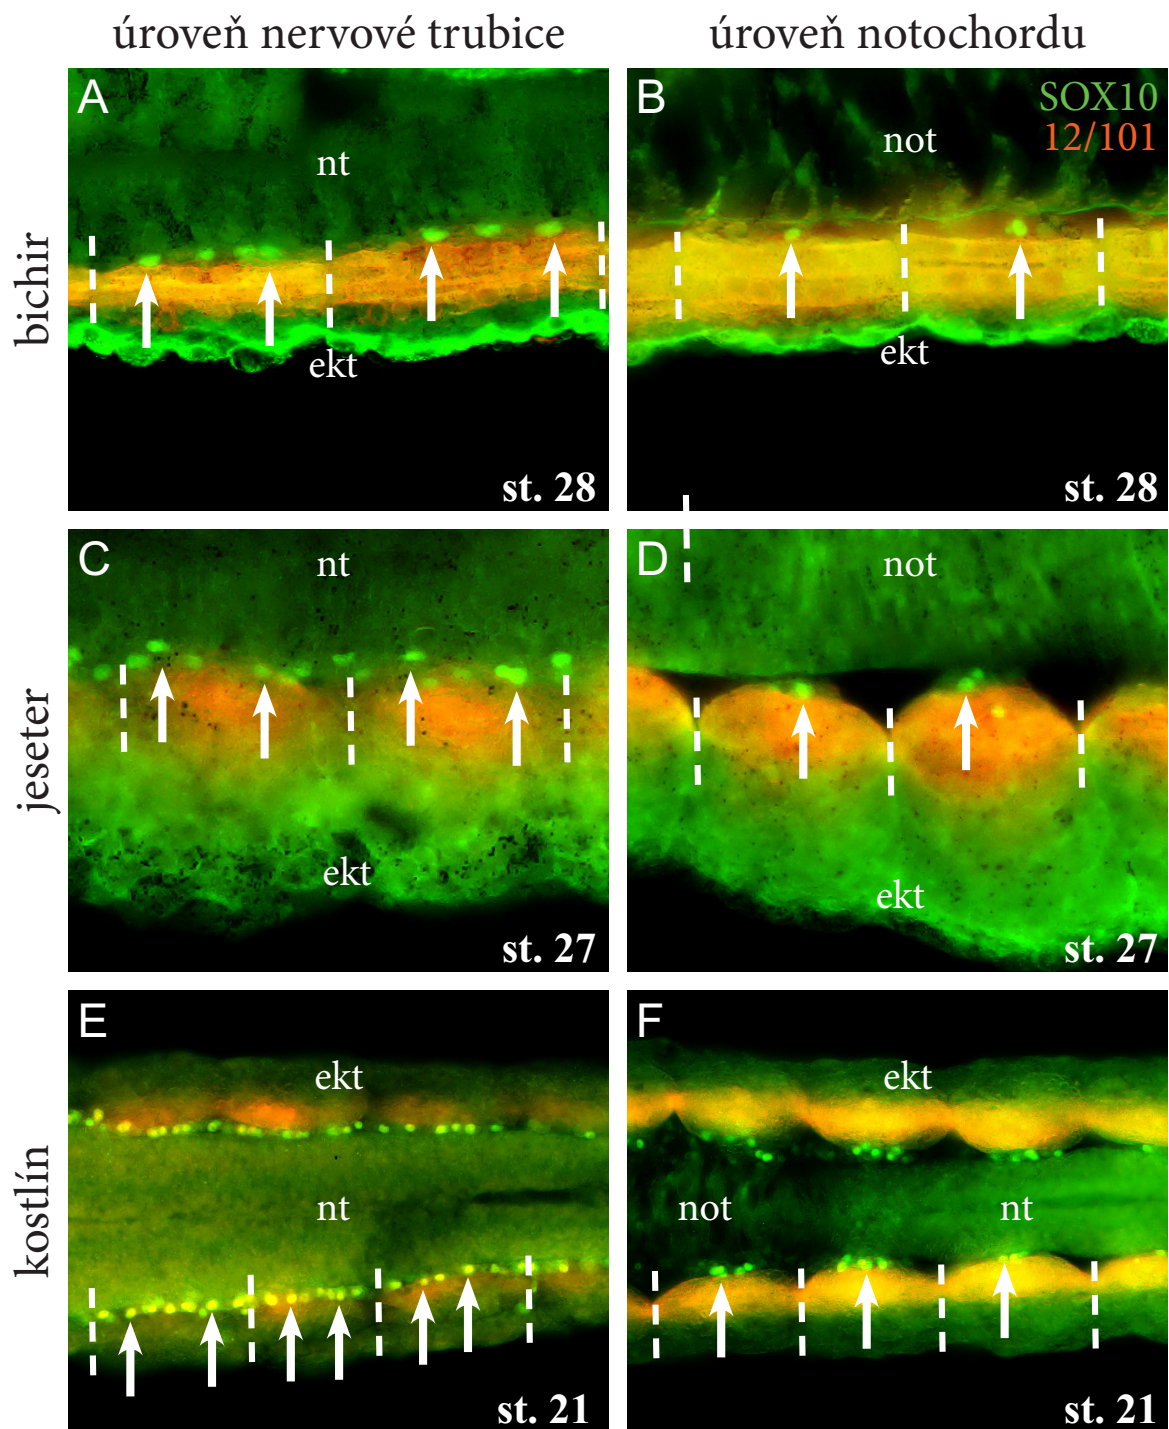 úroveň nervové trubice
úroveň notochordu
bichir
A
nt
ekt
st. 28
B
SOX10
12/101
not
ekt
st. 28
jeseter
C
nt
ekt
st. 27
D
not
ekt
st. 27
kostlín
E
ekt
nt
st. 21
F
ekt
not
nt
st. 21